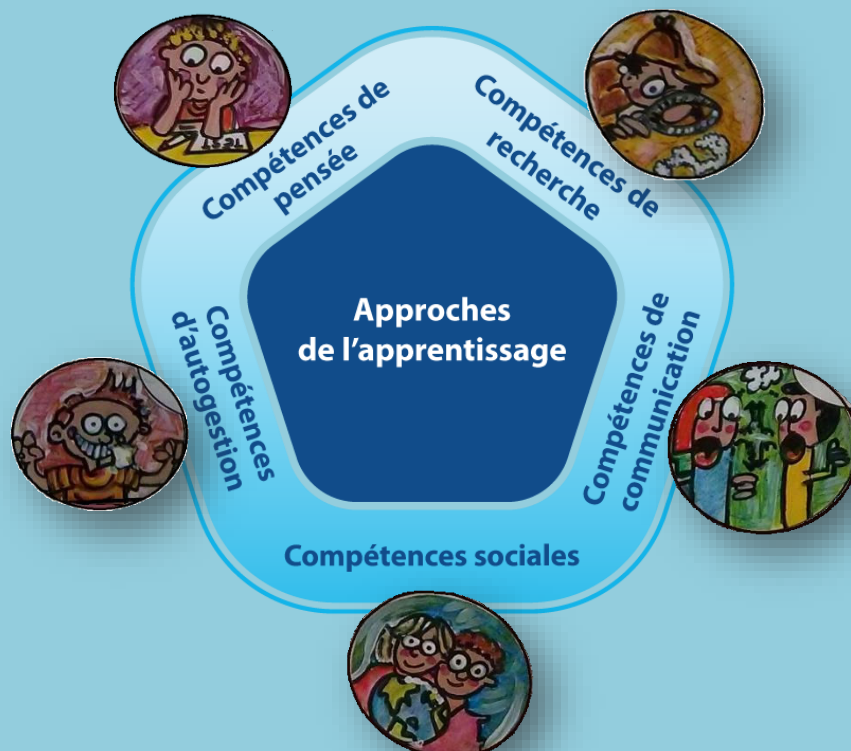 Compétences de
pensée
Compétences de
recherche
Approches
de l’apprentissage
Compétences
d’autogestion
Compétences de
communication
Compétences sociales